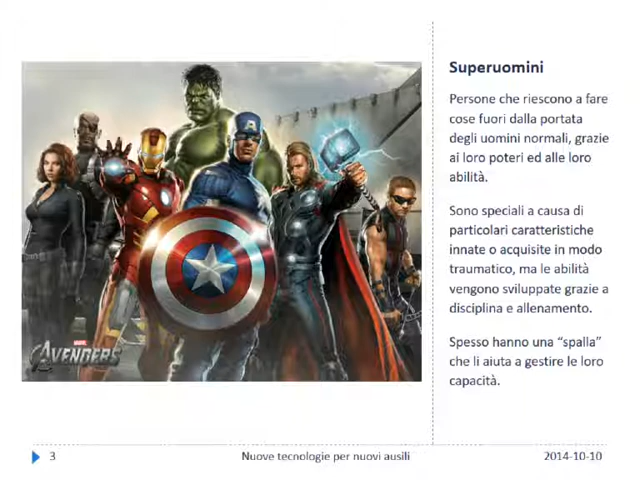 Superuomini
Persone che riescono a fare
cose fuori dalla portata
degli uomini normali, grazie
ai loro poteri ed alle loro
abilità.
Sono speciali a causa di
particolari caratteristiche
innate o acquisite in modo
traumatico, ma le abilità
vengono sviluppate grazie a
disciplina e allenamento.
Spesso hanno una “spalla”
che li aiuta a gestire le loro
capacità.
MARVEL
AVENGERS
3
Nuove tecnologie per nuovi ausili
2014-10-10